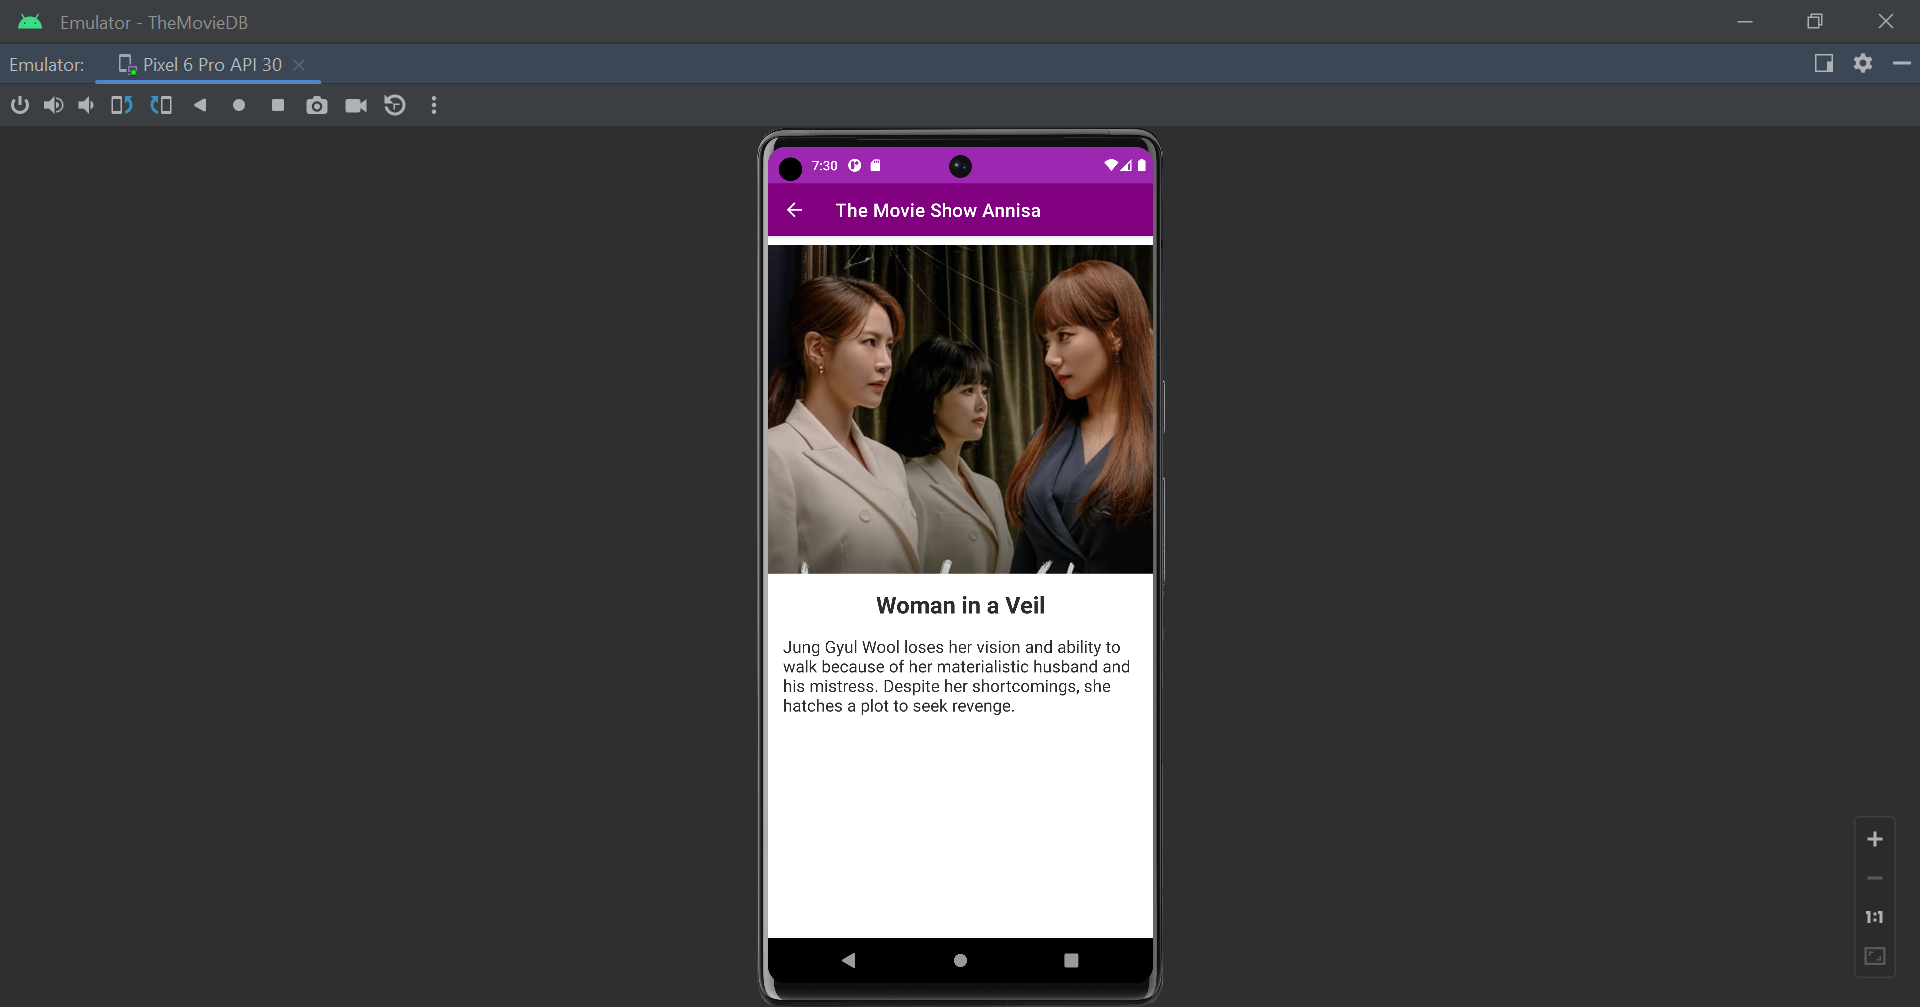 Emulator - TheMovieDB
Emulator: Pixel 6 Pro API 30
7:30
The Movie Show Annisa
Woman in a Veil
Jung Gyul Wool loses her vision and ability to
walk because of her materialistic husband and
his mistress. Despite her shortcomings, she
hatches a plot to seek revenge.
1:1